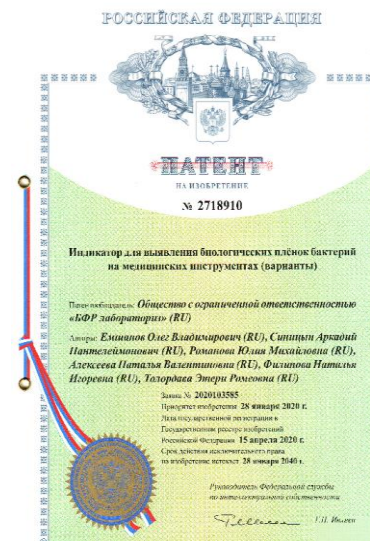 РОССИЙСКАЯ ФЕДЕРАЦИЯ
ПАТЕНТ
НА ИЗОБРЕТЕНИЕ
№ 2718910
Индикатор для выявления биологических плёнок бактерий
на медицинских инструментах (варианты)
Патентообладатель: Общество с ограниченной ответственностью
«БФР лаборатория» (RU)
Авторы: Емшанов Олег Владимирович (RU), Синицын Аркадий
Пантелеймонович (RU), Романова Юлия Михайловна (RU),
Алексеева Наталья Валентиновна (RU), Филипова Наталья
Игоревна (RU), Толордава Этери Ромеовна (RU)
Заявка № 2020103585
Приоритет изобретения 28 января 2020 г.
Дата государственной регистрации в
Государственном реестре изобретений
Российской Федерации 15 апреля 2020 г.
Срок действия исключительного права
на изобретение истекает 28 января 2040 г.
Руководитель Федеральной службы
по интеллектуальной собственности
Г.П. Ивлиев